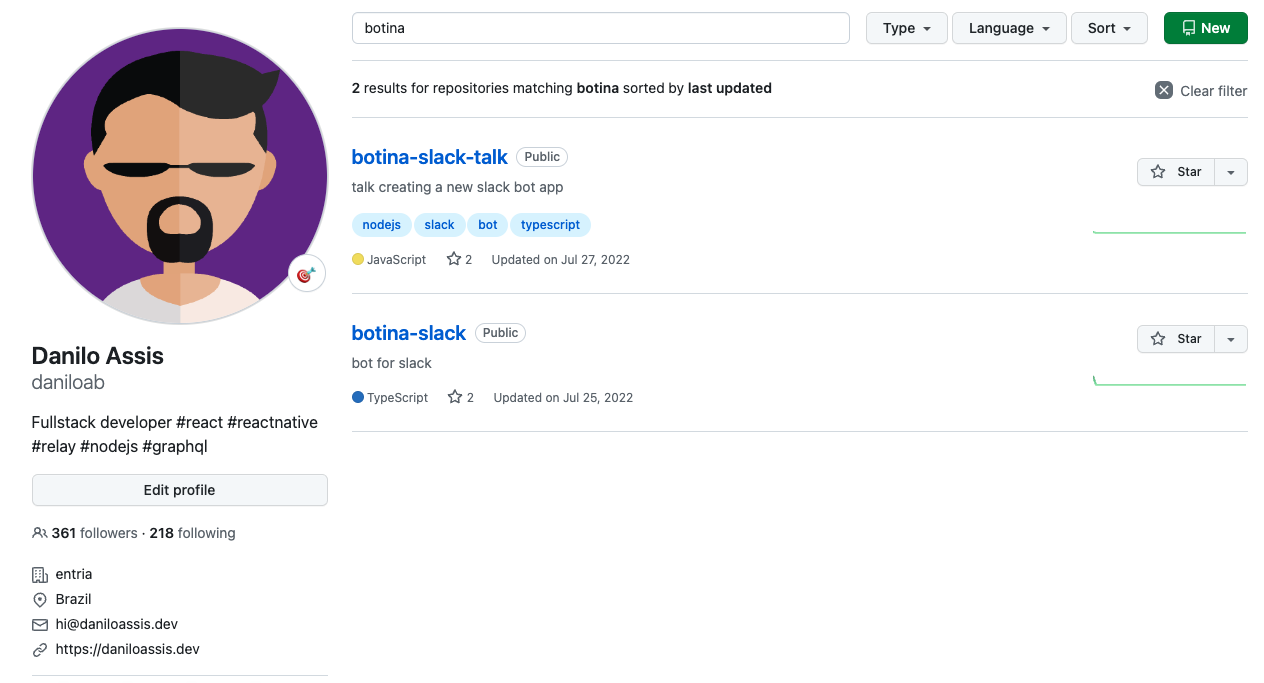 botina
Type
Language
Sort
New
2 results for repositories matching botina sorted by last updated
Clear filter
botina-slack-talk
Public
Star
talk creating a new slack bot app
nodejs
slack
bot
typescript
JavaScript
2
Updated on Jul 27, 2022
botina-slack
Public
Star
bot for slack
TypeScript
2
Updated on Jul 25, 2022
Danilo Assis
daniloab
Fullstack developer #react #reactnative
#relay #nodejs #graphql
Edit profile
361 followers · 218 following
entria
Brazil
hi@daniloassis.dev
https://daniloassis.dev